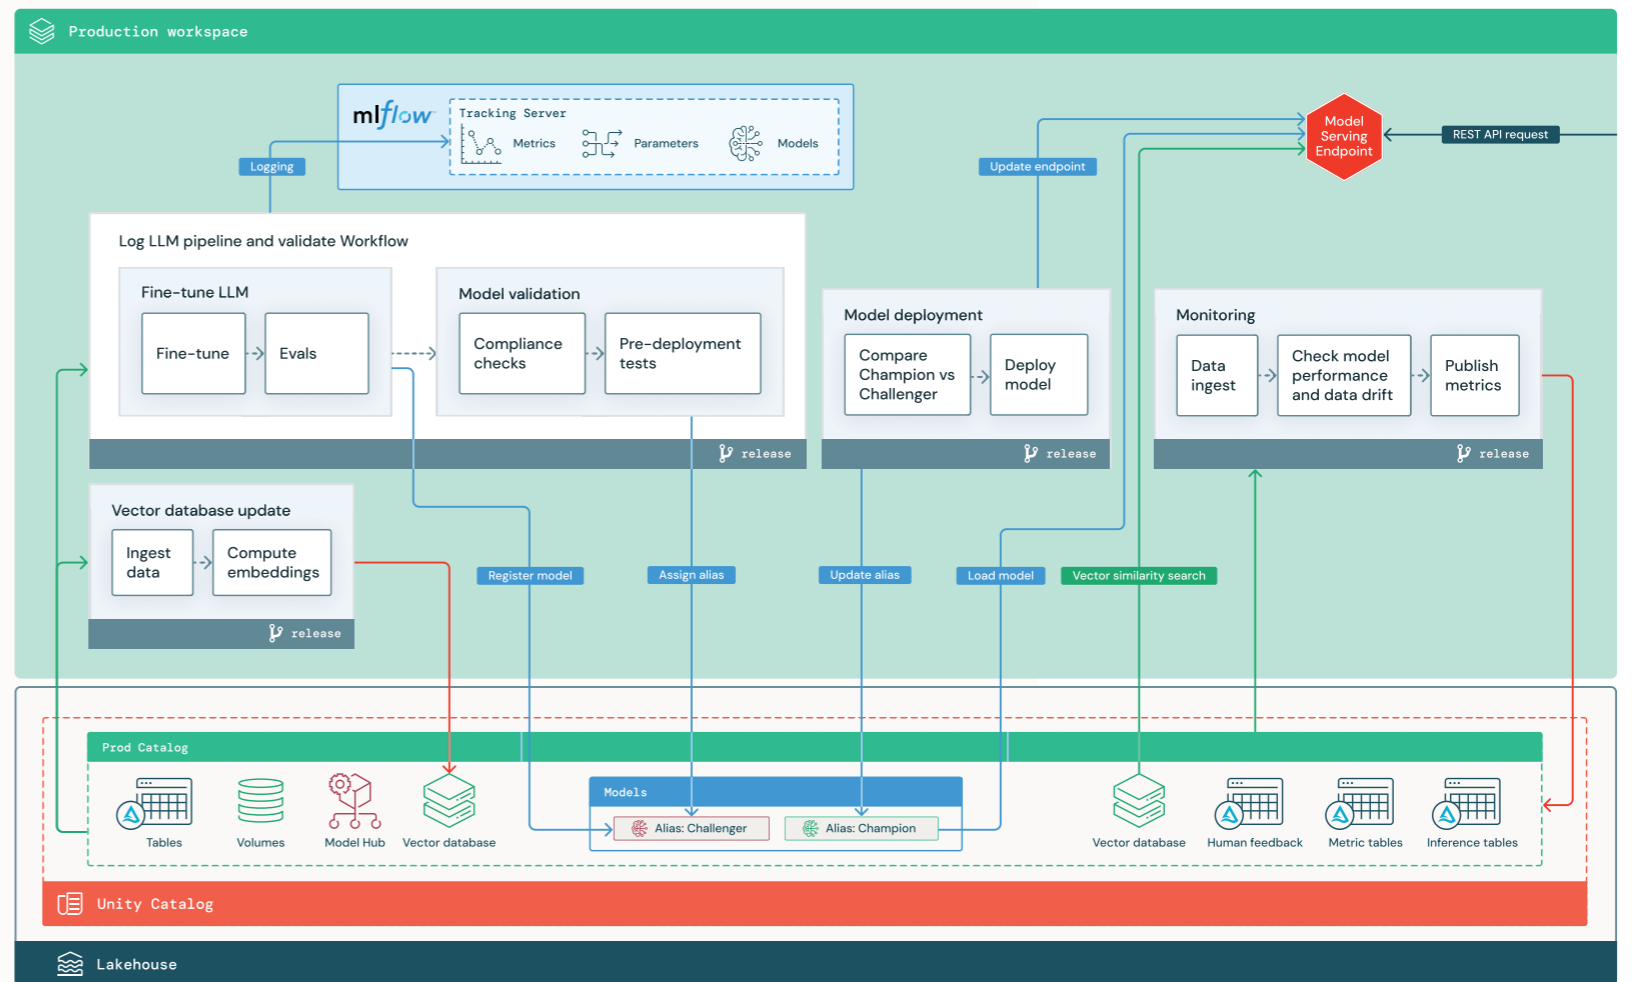 Production workspace
mlflow
Tracking Server
Metrics
Parameters
Models
Logging
Update endpoint
Model
Serving
Endpoint
REST API request
Log LLM pipeline and validate Workflow
Fine-tune LLM
Fine-tune
Evals
Model validation
Compliance
checks
Pre-deployment
tests
release
Model deployment
Compare
Champion vs
Challenger
Deploy
model
release
Monitoring
Data
ingest
Check model
performance
and data drift
Publish
metrics
release
Vector database update
Ingest
data
Compute
embeddings
release
Register model
Assign alias
Update alias
Load model
Vector similarity search
Prod Catalog
Tables
Volumes
Model Hub
Vector database
Models
Alias: Challenger
Alias: Champion
Vector database
Human feedback
Metric tables
Inference tables
Unity Catalog
Lakehouse